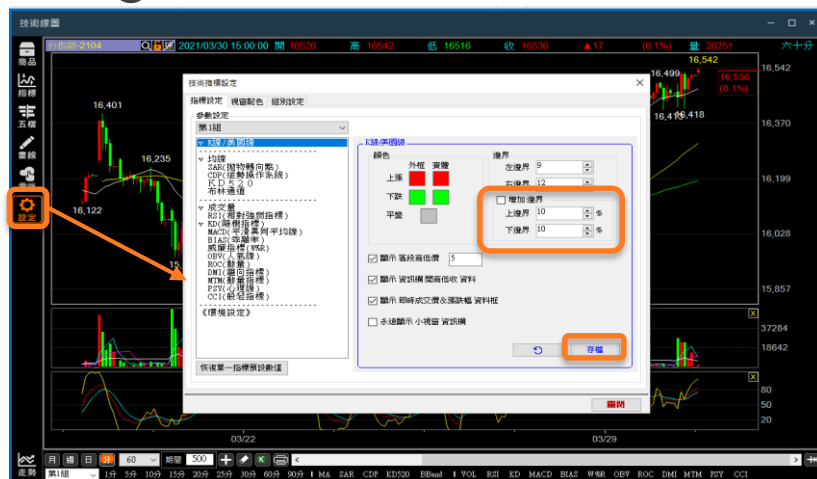 技術線圖
台指期-2104 2021/03/30 15:00:00 開 16526 高 16542 低 16516 收 16536 ▲17 (0.1%) 量 28251 六十分
商品
指標
五檔
畫線
設定
走勢
16,401
16,235
16,122
15
16,542
16,499
16,536
(0.1%)
16,418
16,542
16,370
16,199
16,028
15,857
37284
18642
80
50
20
技術指標設定
指標設定 視窗配色 組別設定
參數設定
第1組
K線/美國線
均線
SAR(拋物轉向點)
CDP(逆勢操作系統)
KD520
布林通道
成交量
RSI(相對強弱指標)
KD(隨機指標)
MACD(平滑異同平均線)
BIAS(乖離率)
威廉指標(W%R)
OBV(人氣線)
ROC(動量)
DMI(趨向指標)
MTM(動量指標)
PSY(心理線)
CCI(般若指標)
《環境設定》
恢復單一指標預設數值
K線/美國線
顏色
外框 實體
上漲
下跌
平盤
邊界
左邊界 9
右邊界 12
增加邊界
上邊界 10 %
下邊界 10 %
顯示 區段高低價 5
顯示 資訊欄 開高低收 資料
顯示 即時成交價&漲跌幅 資料框
永遠顯示 小視窗 資訊欄
存檔
關閉
03/22
03/29
月 週 日 分 60 期間 500
第1組 1分 5分 10分 15分 20分 25分 30分 60分 90分 MA SAR CDP KD520 BBand VOL RSI KD MACD BIAS W%R OBV ROC DMI MTM PSY CCI